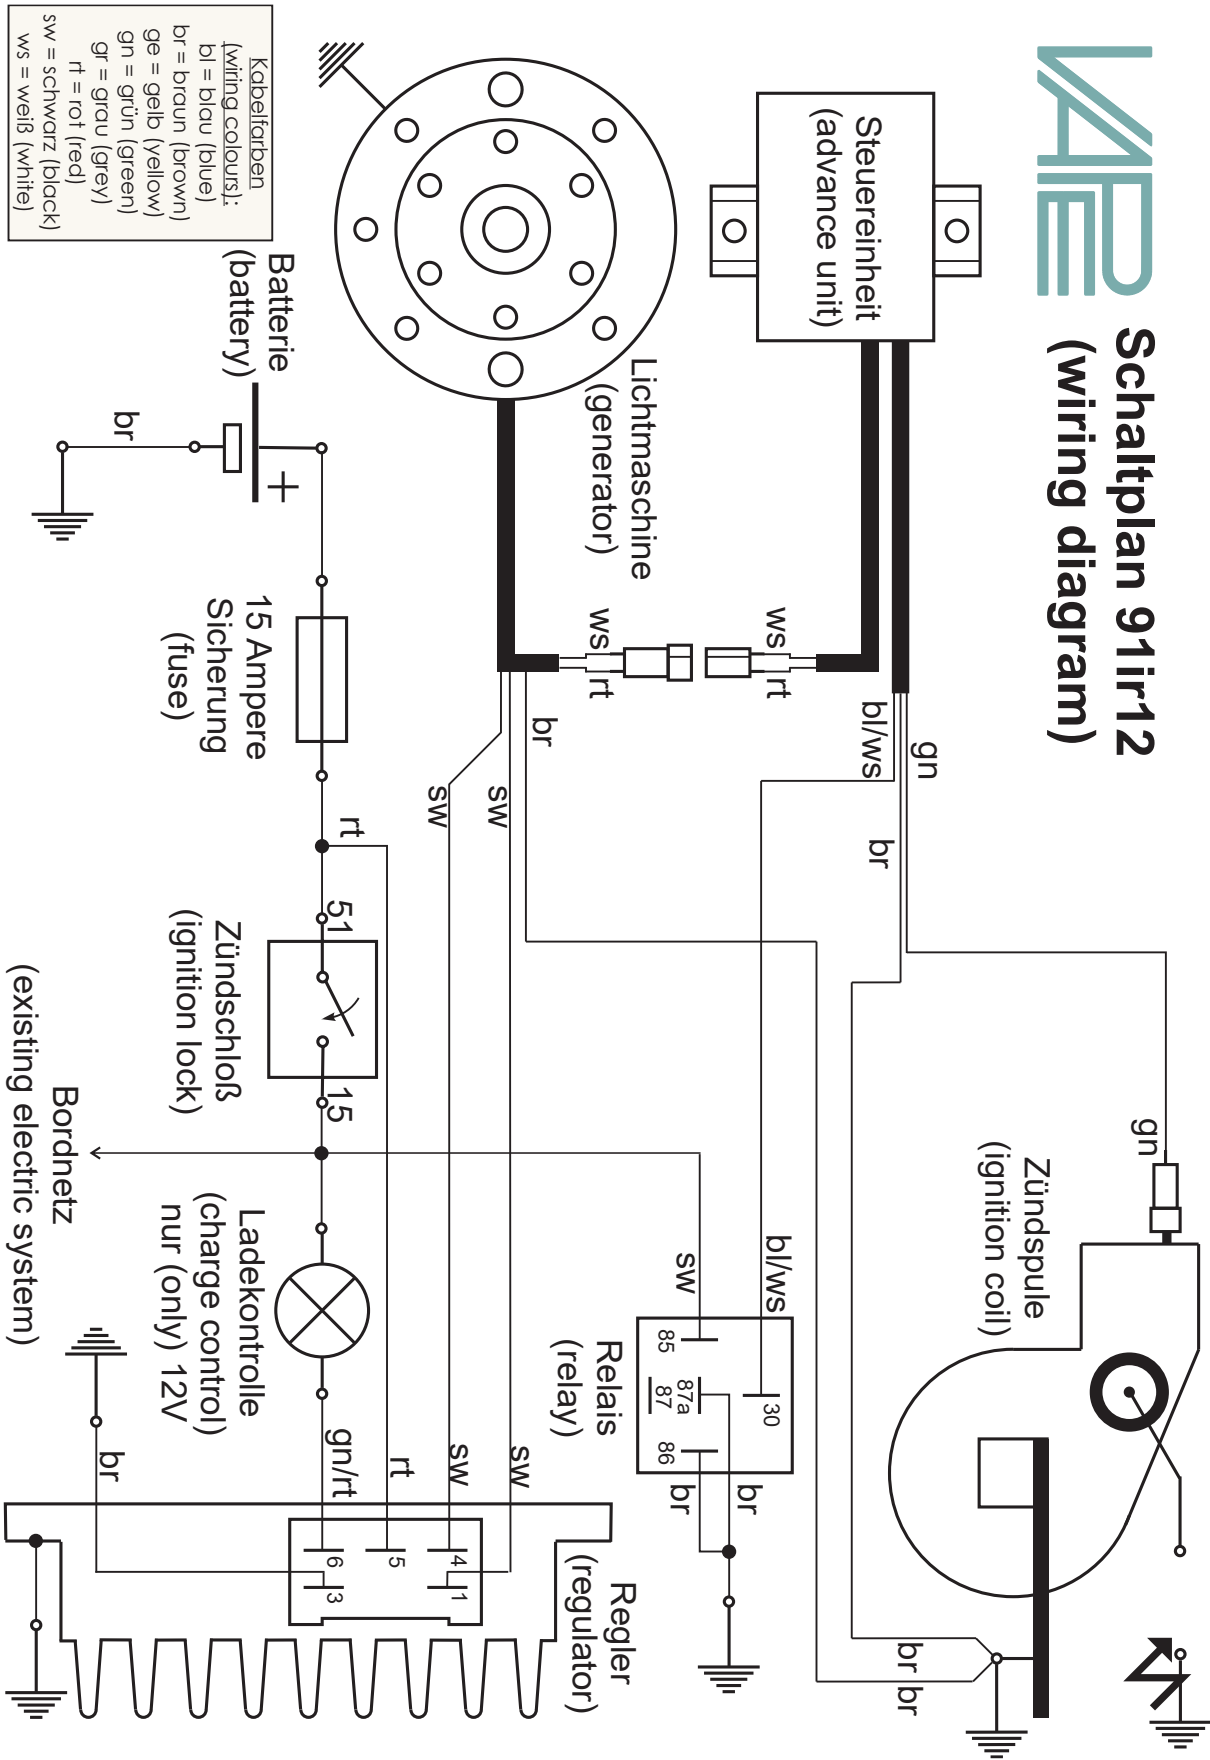 VAPE
Schaltplan 91ir12
(wiring diagram)
Steuereinheit
(advance unit)
Lichtmaschine
(generator)
ws
rt
ws
rt
bl/ws
gn
br
br
sw
sw
gn
Zündspule
(ignition coil)
bl/ws
sw
Relais
(relay)
85
87a
87
30
86
br
br
br
br
Kabelfarben
(wiring colours):
bl = blau (blue)
br = braun (brown)
ge = gelb (yellow)
gn = grün (green)
gr = grau (grey)
rt = rot (red)
sw = schwarz (black)
ws = weiß (white)
Batterie
(battery)
+
br
15 Ampere
Sicherung
(fuse)
rt
51
Zündschloß
(ignition lock)
15
Bordnetz
(existing electric system)
Ladekontrolle
(charge control)
nur (only) 12V
gn/rt
rt
sw
sw
br
6
5
4
3
1
Regler
(regulator)